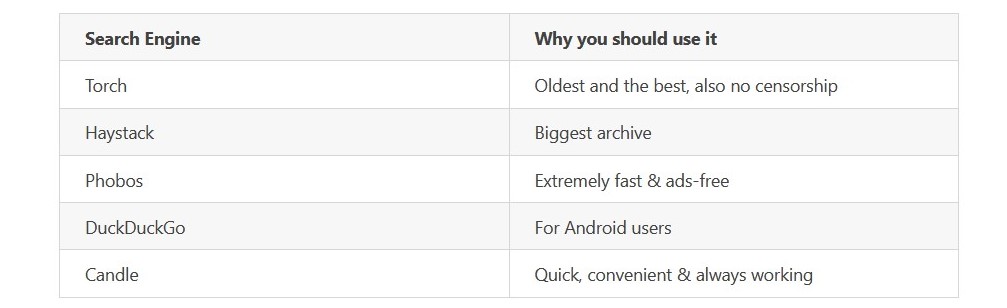 Search Engine Why you should use it
Torch Oldest and the best, also no censorship
Haystack Biggest archive
Phobos Extremely fast & ads-free
DuckDuckGo For Android users
Candle Quick, convenient & always working